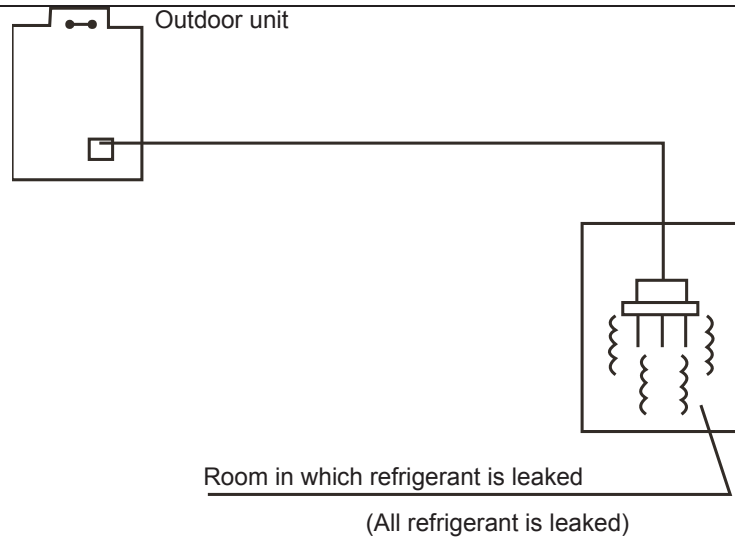 Outdoor unit
Room in which refrigerant is leaked
(All refrigerant is leaked)